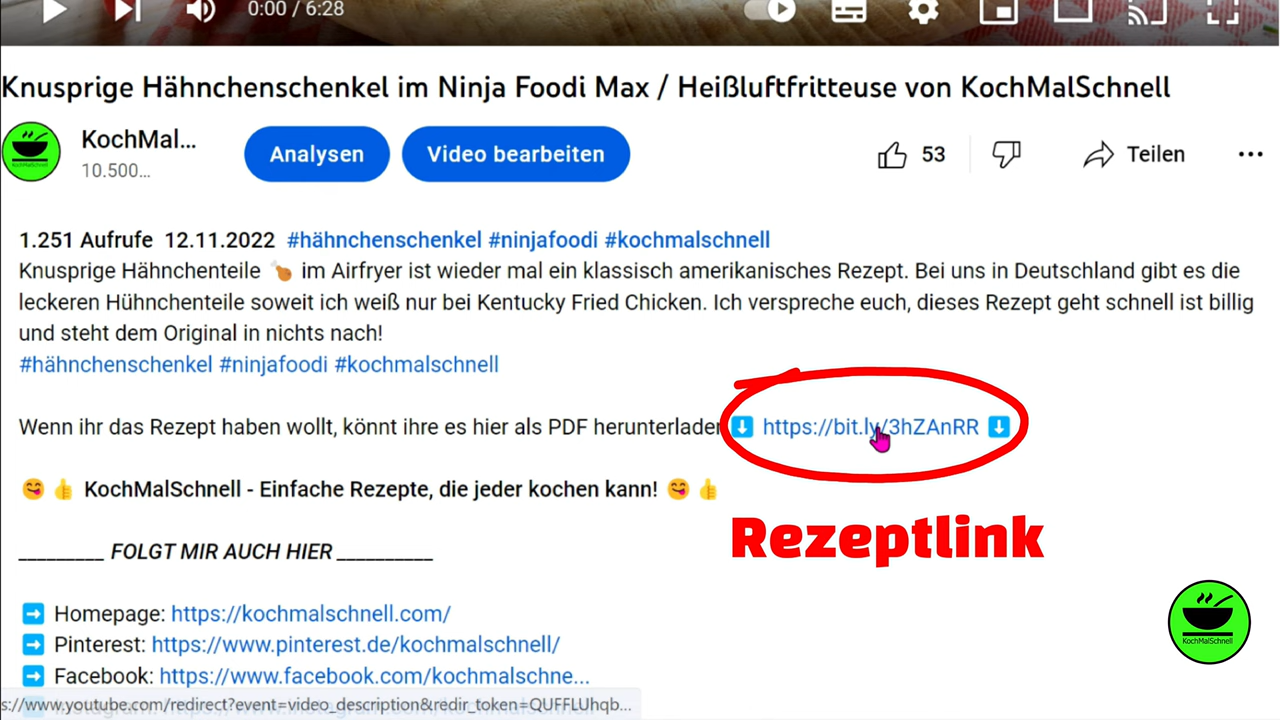 0:00 / 6:28
Knusprige Hähnchenschenkel im Ninja Foodi Max / Heißluftfritteuse von KochMalSchnell
KochMal...
10.500...
Analysen
Video bearbeiten
53
Teilen
1.251 Aufrufe 12.11.2022 #hähnchenschenkel #ninjafoodi #kochmalschnell
Knusprige Hähnchenteile 🍗 im Airfryer ist wieder mal ein klassisch amerikanisches Rezept. Bei uns in Deutschland gibt es die
leckeren Hühnchenteile soweit ich weiß nur bei Kentucky Fried Chicken. Ich verspreche euch, dieses Rezept geht schnell ist billig
und steht dem Original in nichts nach!
#hähnchenschenkel #ninjafoodi #kochmalschnell
Wenn ihr das Rezept haben wollt, könnt ihre es hier als PDF herunterladen ⬇️ https://bit.ly/3hZAnRR ⬇️
😋 👍 KochMalSchnell - Einfache Rezepte, die jeder kochen kann! 😋 👍
Rezeptlink
_________ FOLGT MIR AUCH HIER __________
➡️ Homepage: https://kochmalschnell.com/
➡️ Pinterest: https://www.pinterest.de/kochmalschnell/
➡️ Facebook: https://www.facebook.com/kochmalschne...
KochMalSchnell
s://www.youtube.com/redirect?event=video_description&redir_token=QUFFLUhqb...